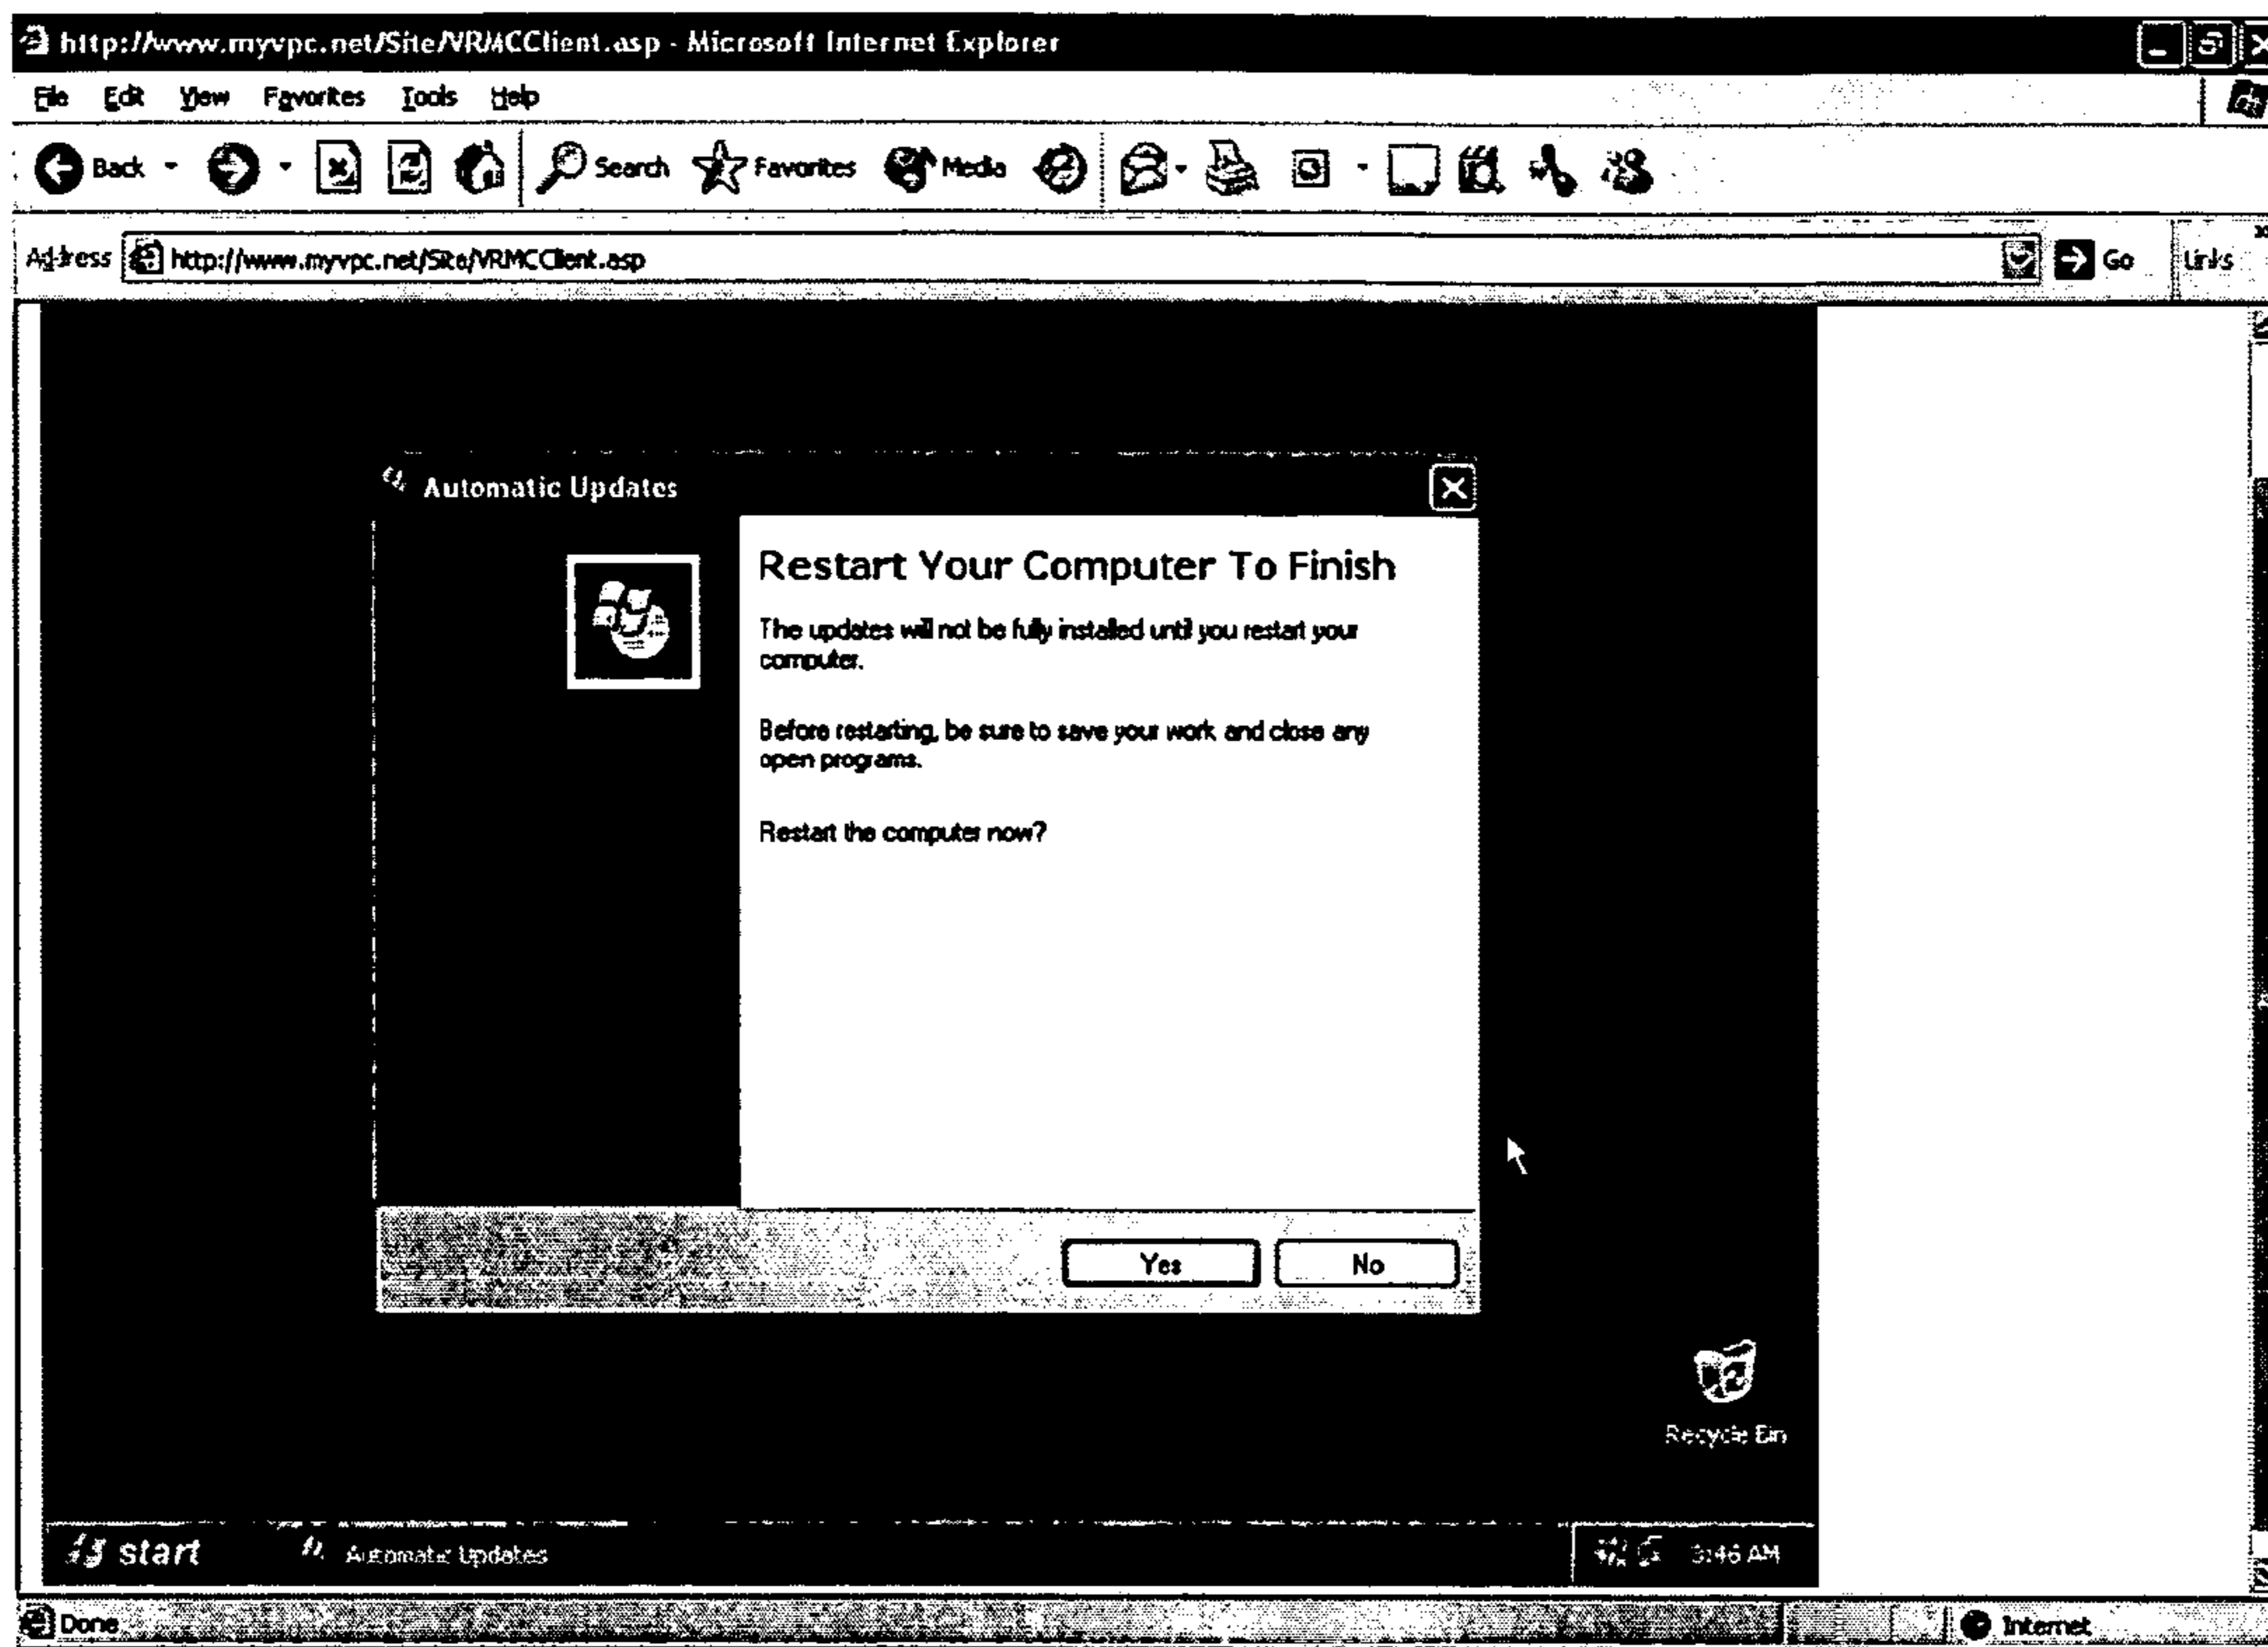 http://www.myvpc.net/Site/VRMCClient.asp - Microsoft Internet Explorer
File Edit View Favorites Tools Help
Back Search Favorites Media
Address http://www.myvpc.net/Site/VRMCClient.asp Go Links
Automatic Updates
Restart Your Computer To Finish
The updates will not be fully installed until you restart your
computer.
Before restarting, be sure to save your work and close any
open programs.
Restart the computer now?
Yes No
Recycle Bin
start Automatic Updates 3:46 AM
Done Internet